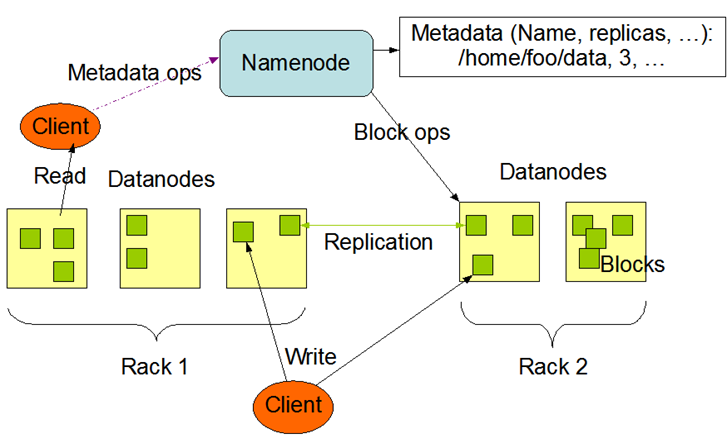 Metadata (Name, replicas, …):
/home/foo/data, 3, …
Namenode
Metadata ops
Client
Block ops
Read
Datanodes
Datanodes
Replication
Blocks
Rack 1
Write
Rack 2
Client